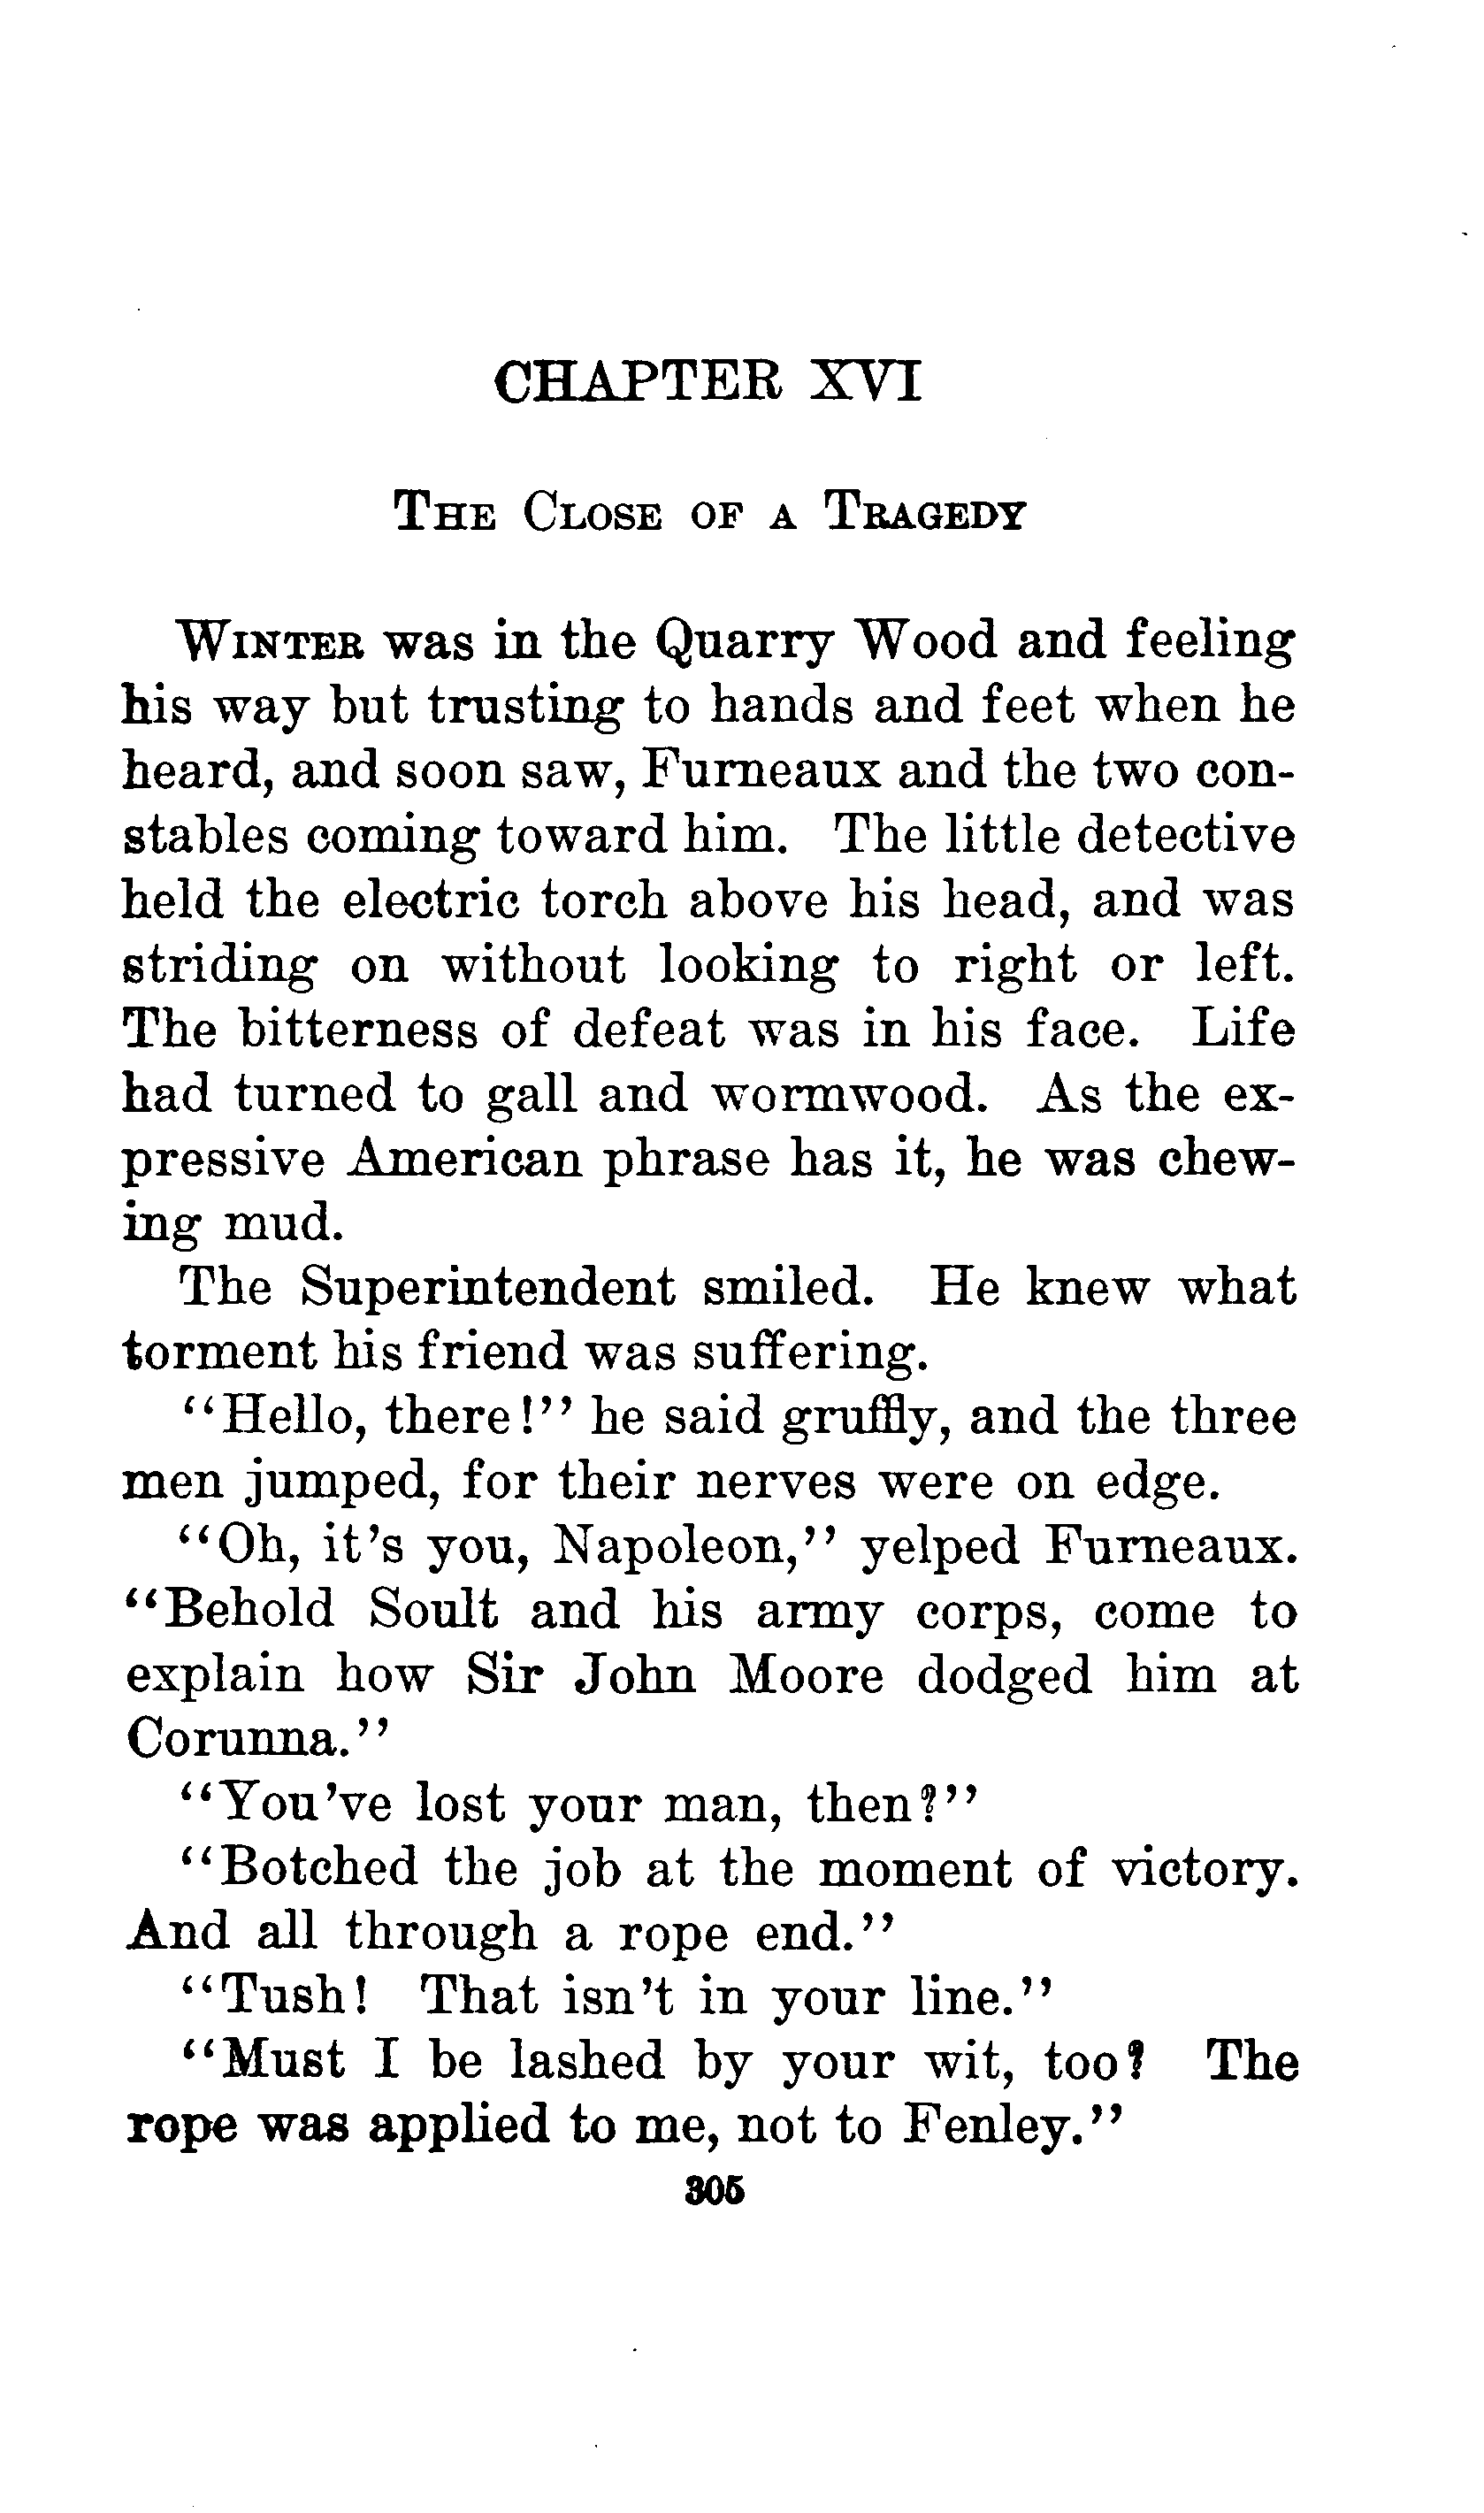 CHAPTER XVI
THE CLOSE OF A TRAGEDY
WINTER was in the Quarry Wood and feeling
his way but trusting to hands and feet when he
heard, and soon saw, Furneaux and the two con-
stables coming toward him. The little detective
held the electric torch above his head, and was
striding on without looking to right or left.
The bitterness of defeat was in his face. Life
had turned to gall and wormwood. As the ex-
pressive American phrase has it, he was chew-
ing mud.
The Superintendent smiled. He knew what
torment his friend was suffering.
"Hello, there!" he said gruffly, and the three
men jumped, for their nerves were on edge.
"Oh, it's you, Napoleon," yelped Furneaux.
"Behold Soult and his army corps, come to
explain how Sir John Moore dodged him at
Corunna."
"You've lost your man, then?"
"Botched the job at the moment of victory.
And all through a rope end."
"Tush! That isn't in your line."
"Must I be lashed by your wit, too? The
rope was applied to me, not to Fenley."
305